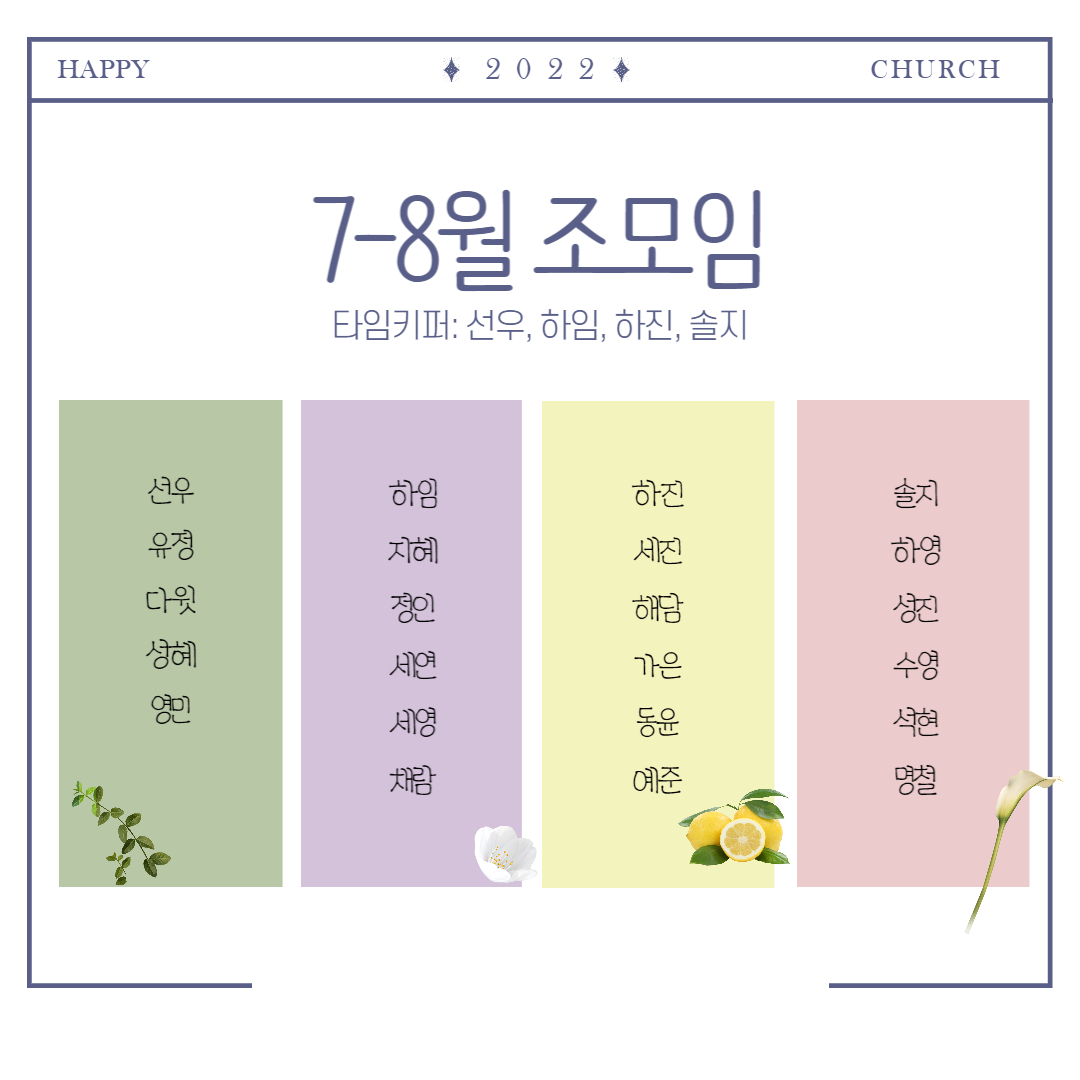 HAPPY 2022 CHURCH
7-8월 조모임
타임키퍼: 선우, 하임, 하진, 솔지
선우
유정
다윗
성혜
영민
하임
지혜
정인
세연
세영
채람
하진
세진
해담
가은
동윤
예준
솔지
하영
성진
수영
석현
명철